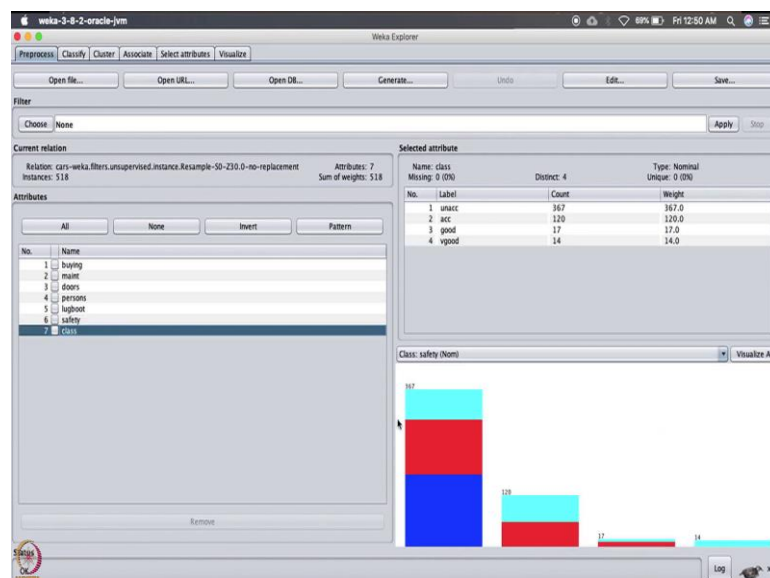 weka-3-8-2-oracle-jvm 69% Fri 12:50 AM
Weka Explorer
Preprocess Classify Cluster Associate Select attributes Visualize
Open file... Open URL... Open DB... Generate... Undo Edit... Save...
Filter
Choose None Apply Stop
Current relation
Relation: cars-weka.filters.unsupervised.instance.Resample-S0-Z30.0-no-replacement Attributes: 7
Instances: 518 Sum of weights: 518
Attributes
All None Invert Pattern
No. Name
1 buying
2 maint
3 doors
4 persons
5 lugboot
6 safety
7 class
Remove
Selected attribute
Name: class Type: Nominal
Missing: 0 (0%) Distinct: 4 Unique: 0 (0%)
No. Label Count Weight
1 unacc 367 367.0
2 acc 120 120.0
3 good 17 17.0
4 vgood 14 14.0
Class: safety (Nom) Visualize A
367
120
17
14
Status
OK
Log x